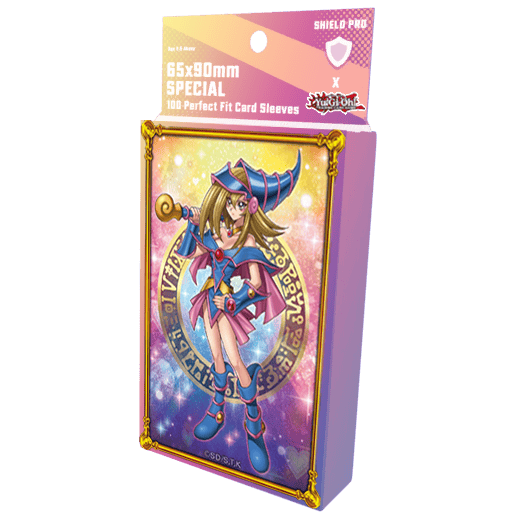 SHIELD PRO
65x90mm
SPECIAL
100 Perfect Fit Card Sleeves
X
Yu-Gi-Oh!
©SD-S.T.K.